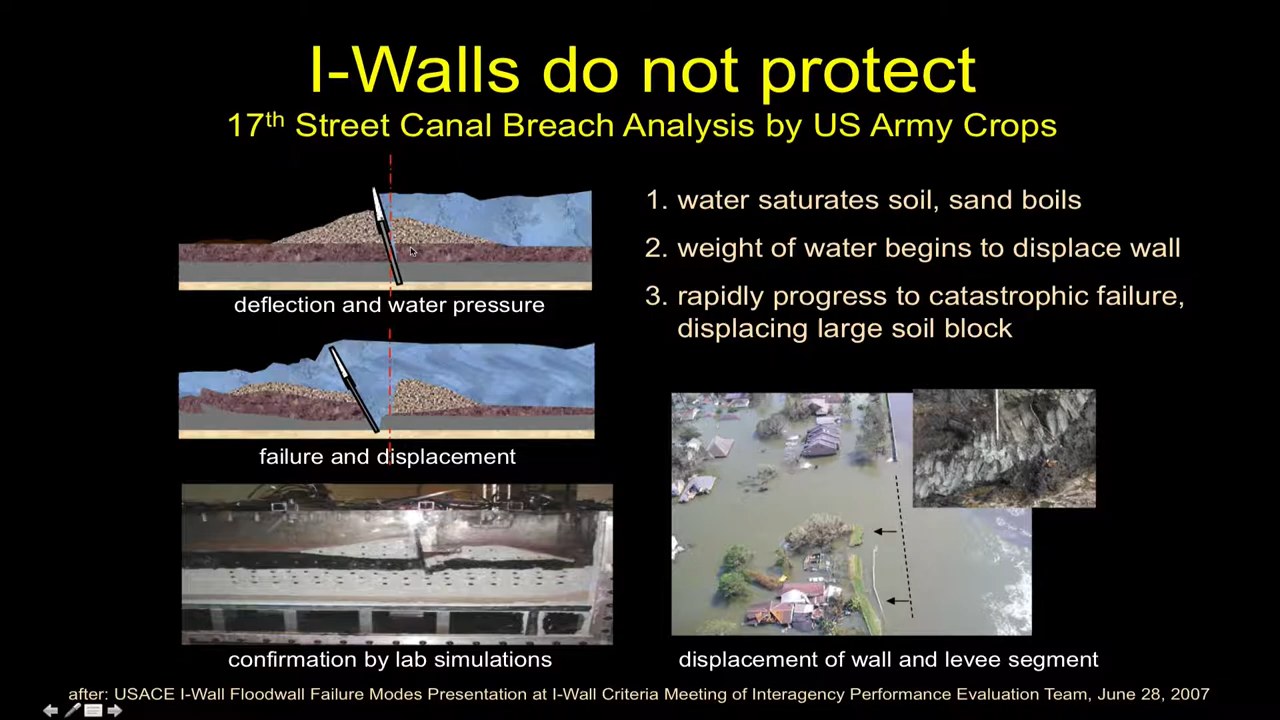 I-Walls do not protect
17th Street Canal Breach Analysis by US Army Crops
1. water saturates soil, sand boils
2. weight of water begins to displace wall
3. rapidly progress to catastrophic failure,
displacing large soil block
deflection and water pressure
failure and displacement
confirmation by lab simulations
displacement of wall and levee segment
after: USACE I-Wall Floodwall Failure Modes Presentation at I-Wall Criteria Meeting of Interagency Performance Evaluation Team, June 28, 2007